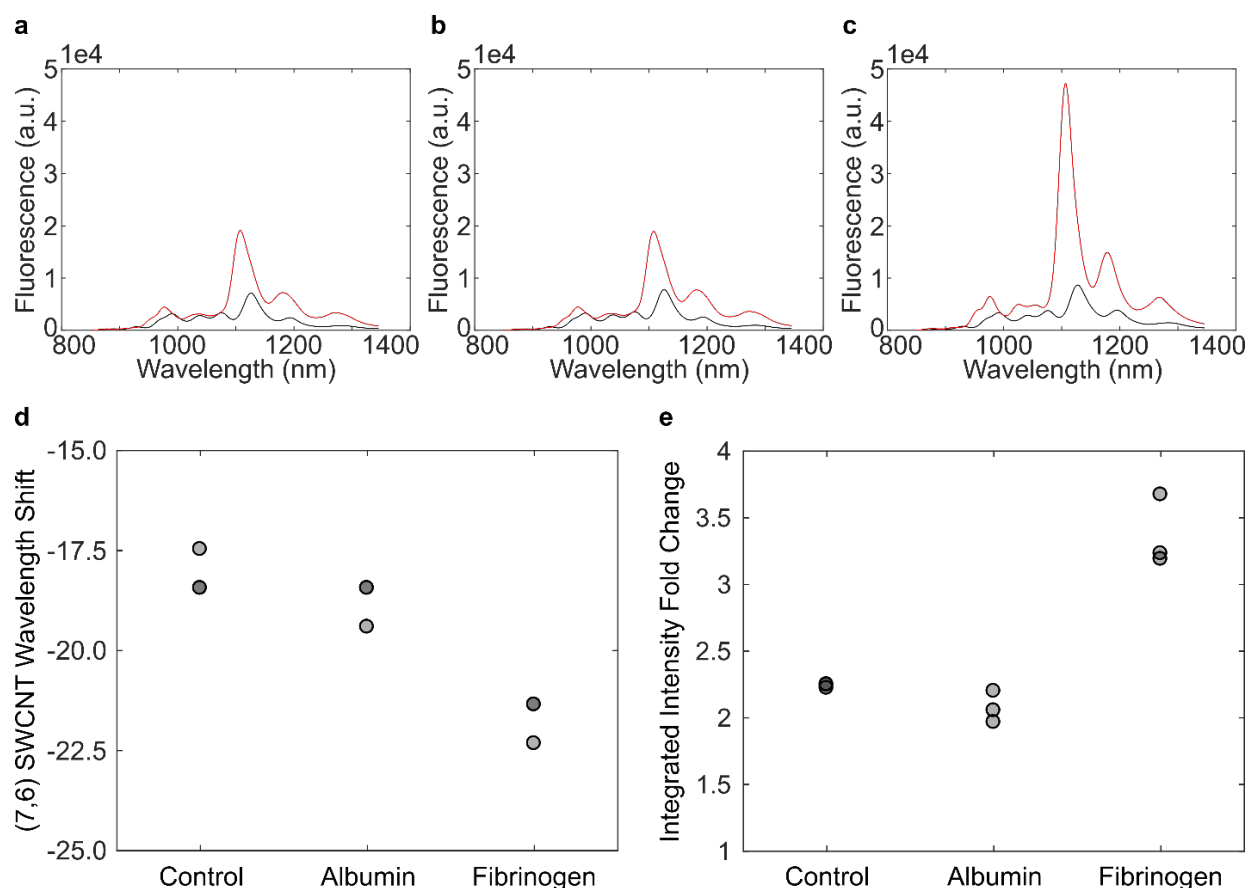 a
1e4
5
4
3
2
1
0
800
1000
1200
1400
Fluorescence (a.u.)
Wavelength (nm)
b
1e4
5
4
3
2
1
0
800
1000
1200
1400
Fluorescence (a.u.)
Wavelength (nm)
c
1e4
5
4
3
2
1
0
800
1000
1200
1400
Fluorescence (a.u.)
Wavelength (nm)
d
-15.0
-17.5
-20.0
-22.5
-25.0
(7,6) SWCNT Wavelength Shift
Control
Albumin
Fibrinogen
e
4
3.5
3
2.5
2
1.5
1
Integrated Intensity Fold Change
Control
Albumin
Fibrinogen